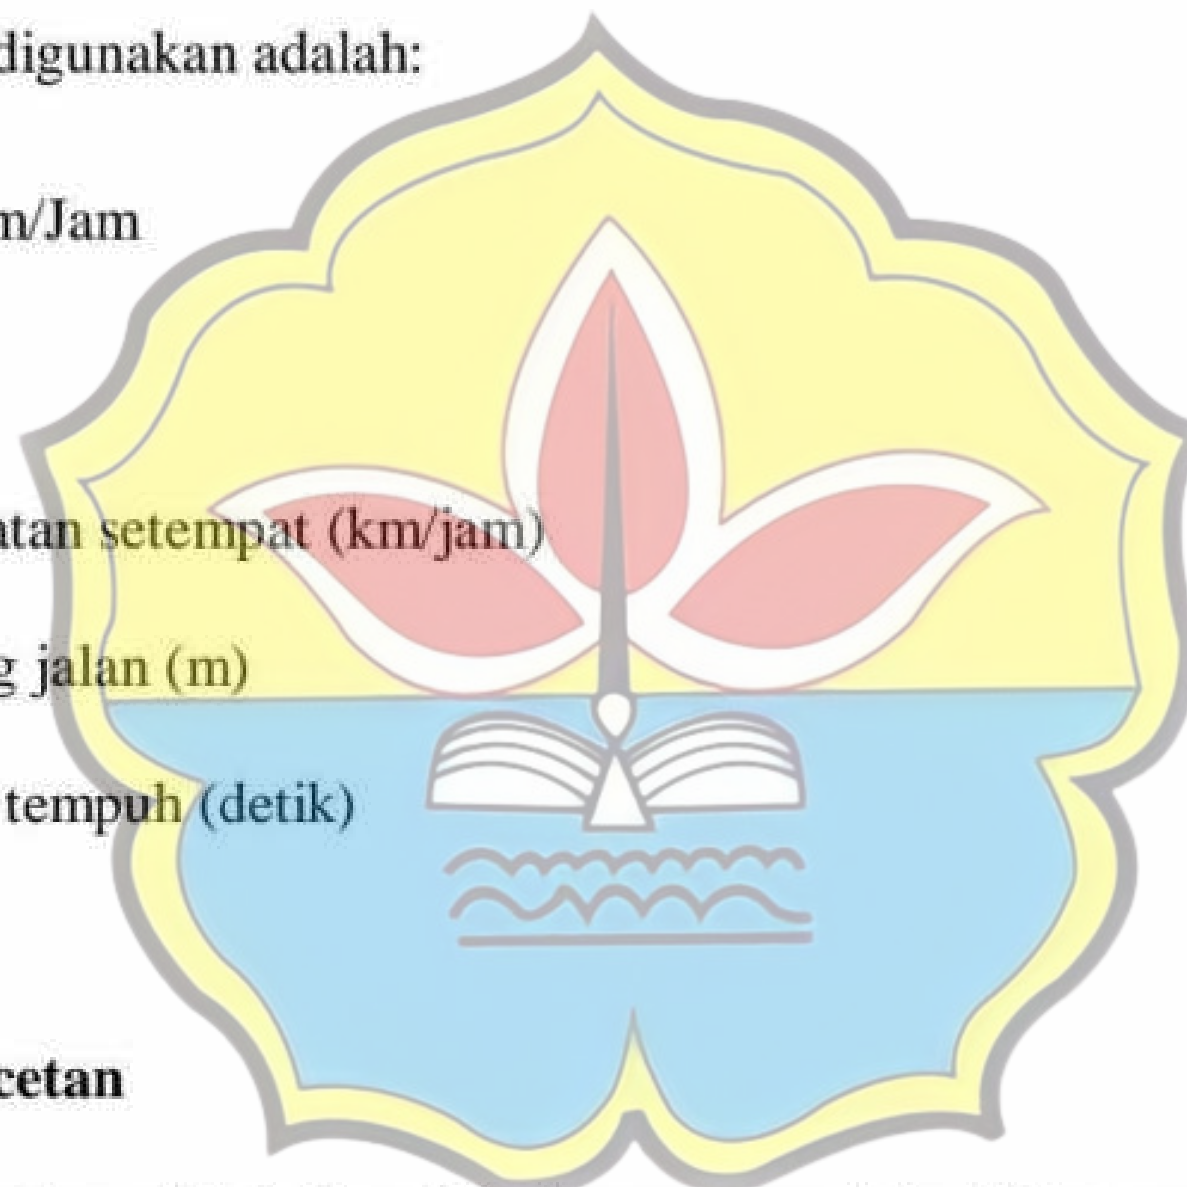 digunakan adalah:
m/Jam
atan setempat (km/jam)
g jalan (m)
tempuh (detik)
cetan